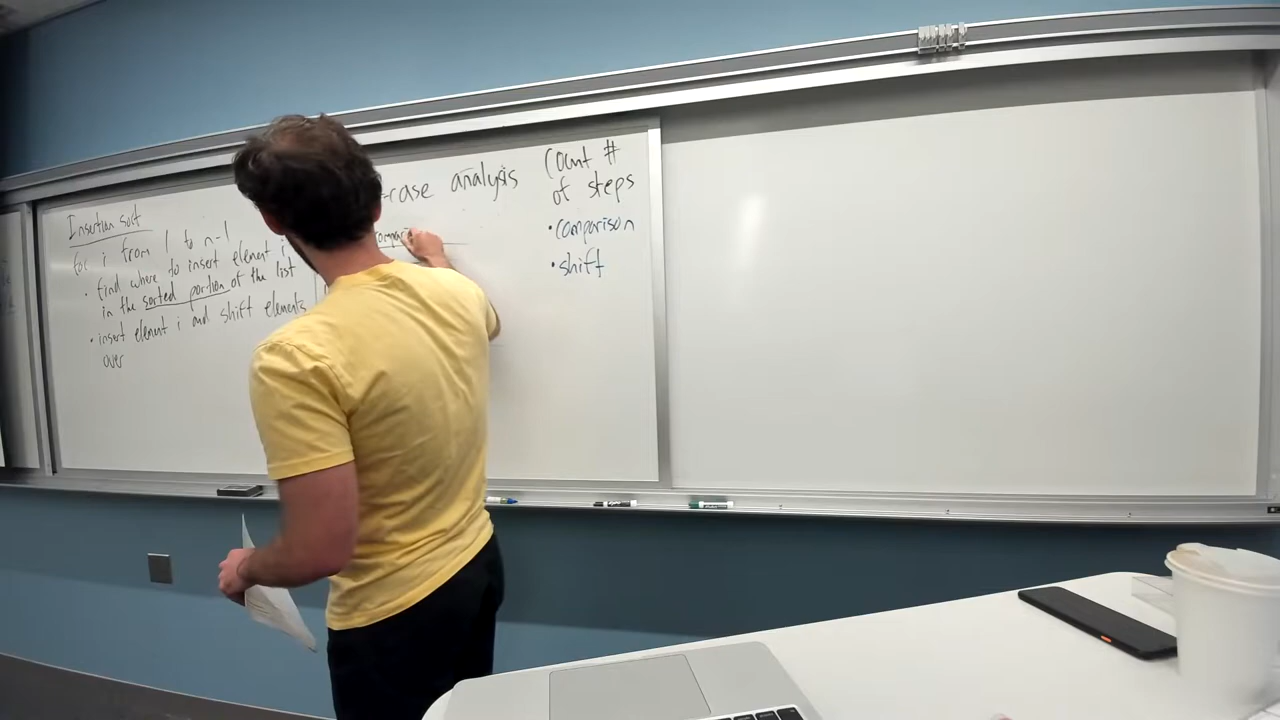 Insertion sort
for i from 1 to n-1
• find where to insert element i
in the sorted portion of the list
• insert element i and shift elements
over
-case analysis
Count #
of steps
• comparison
• shift